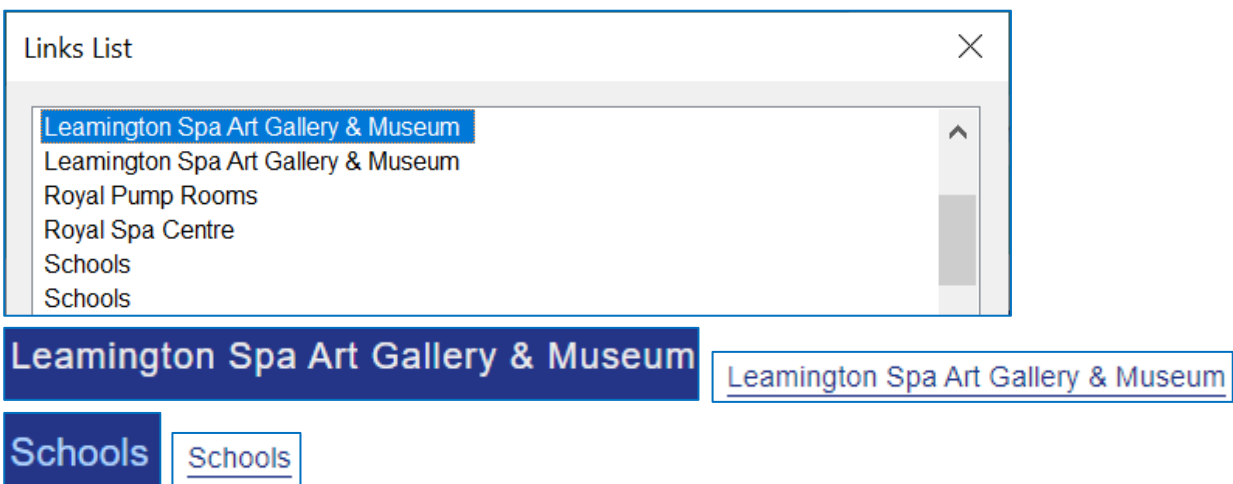 Links List
Leamington Spa Art Gallery & Museum
Leamington Spa Art Gallery & Museum
Royal Pump Rooms
Royal Spa Centre
Schools
Schools
Leamington Spa Art Gallery & Museum
Leamington Spa Art Gallery & Museum
Schools
Schools